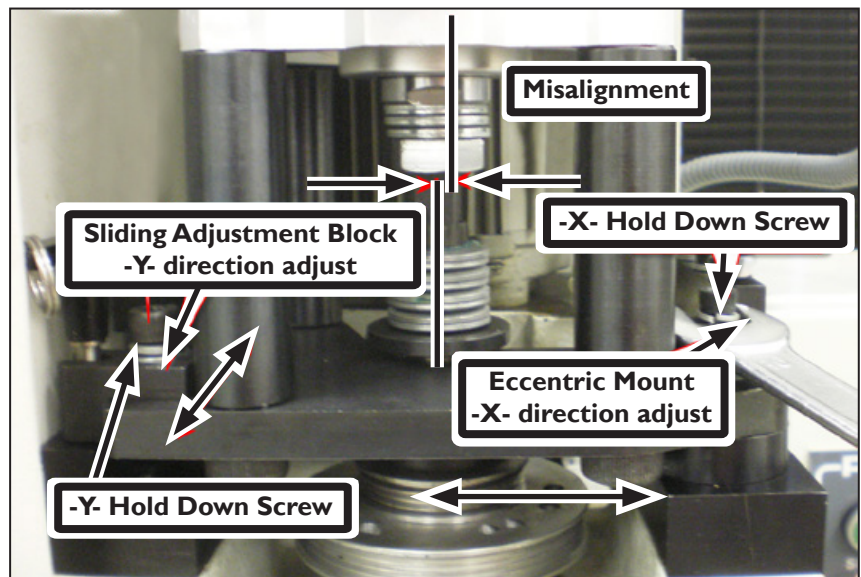 Misalignment
-X- Hold Down Screw
Sliding Adjustment Block
-Y- direction adjust
Eccentric Mount
-X- direction adjust
-Y- Hold Down Screw